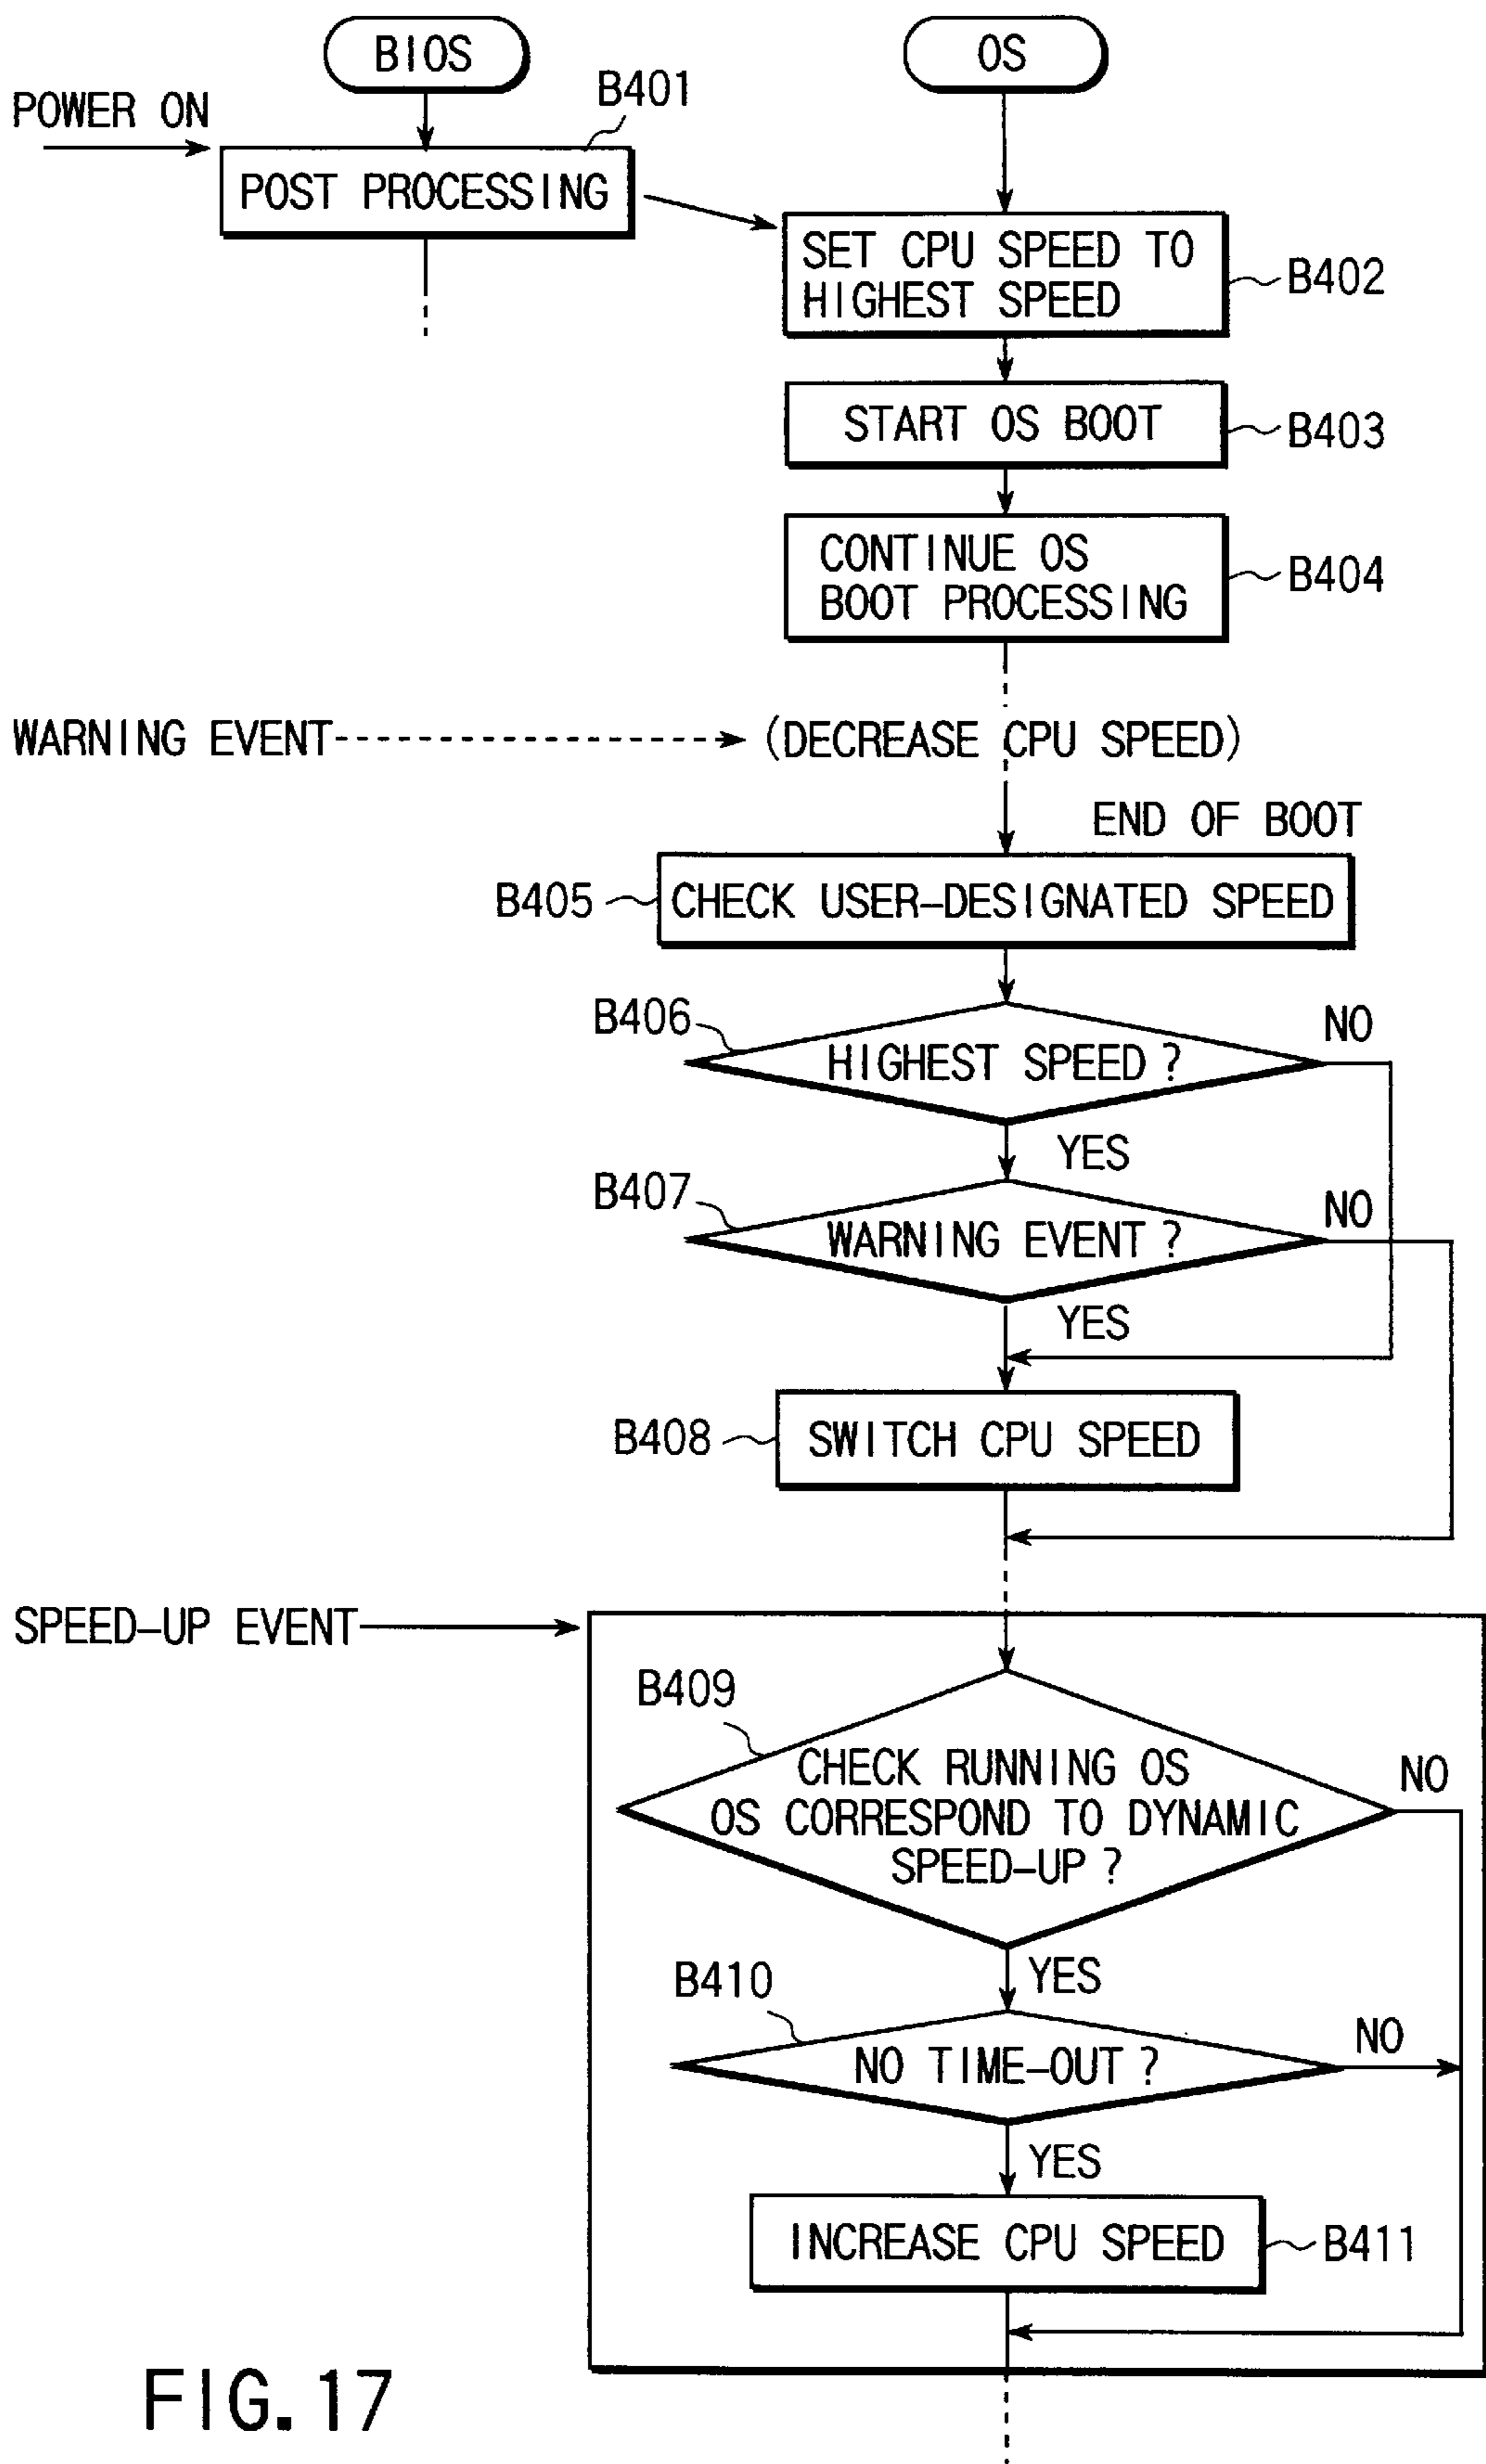 BIOS
OS
POWER ON
B401
POST PROCESSING
SET CPU SPEED TO
HIGHEST SPEED
B402
START OS BOOT
B403
CONTINUE OS
BOOT PROCESSING
B404
WARNING EVENT
(DECREASE CPU SPEED)
END OF BOOT
B405
CHECK USER-DESIGNATED SPEED
B406
HIGHEST SPEED ?
NO
YES
B407
WARNING EVENT ?
NO
YES
B408
SWITCH CPU SPEED
SPEED-UP EVENT
B409
CHECK RUNNING OS
OS CORRESPOND TO DYNAMIC
SPEED-UP ?
NO
YES
B410
NO TIME-OUT ?
NO
YES
INCREASE CPU SPEED
B411
FIG.17